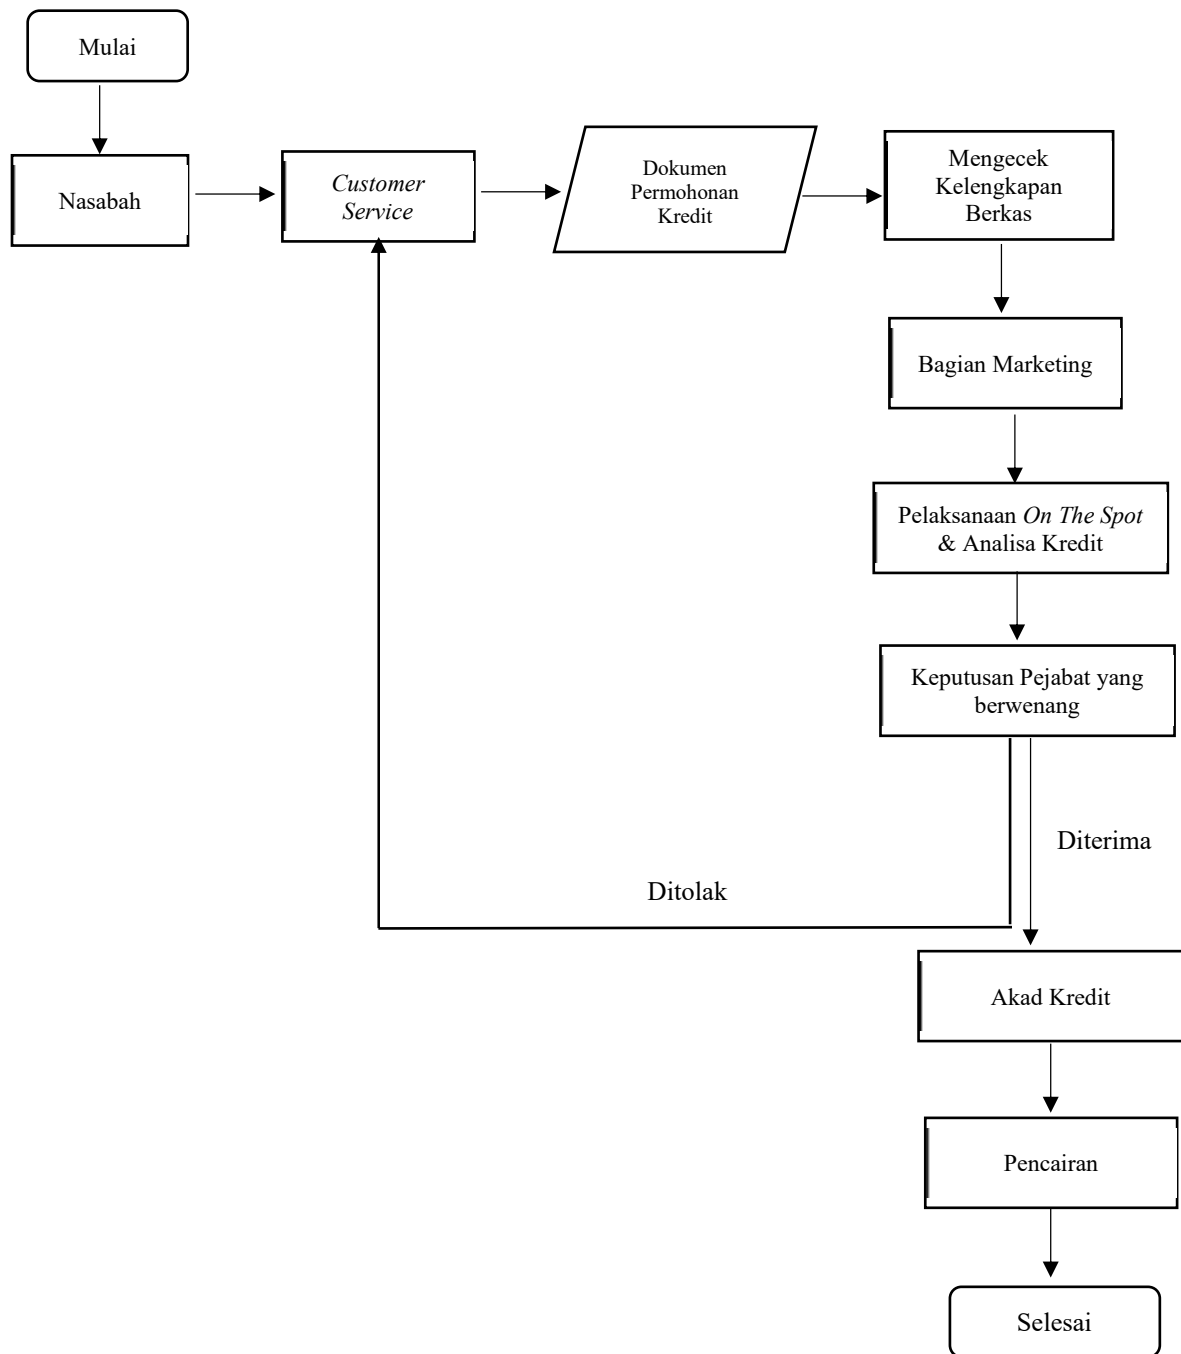 Mulai
Nasabah
Customer
Service
Dokumen
Permohonan
Kredit
Mengecek
Kelengkapan
Berkas
Bagian Marketing
Pelaksanaan On The Spot
& Analisa Kredit
Keputusan Pejabat yang
berwenang
Diterima
Ditolak
Akad Kredit
Pencairan
Selesai